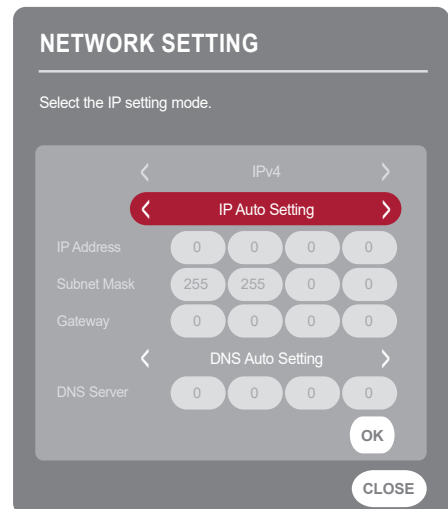 NETWORK SETTING
Select the IP setting mode.
< IPv4 >
< IP Auto Setting >
IP Address 0 0 0 0
Subnet Mask 255 255 0 0
Gateway 0 0 0 0
< DNS Auto Setting >
DNS Server 0 0 0 0
OK
CLOSE